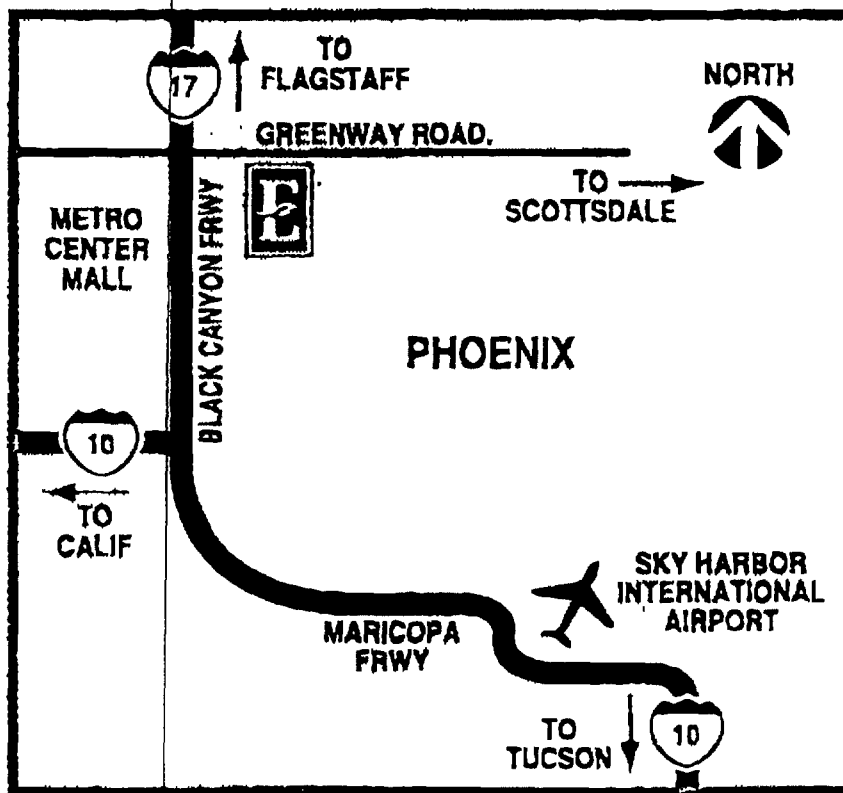 TO
FLAGSTAFF
17
NORTH
GREENWAY ROAD.
E
TO
SCOTTSDALE
METRO
CENTER
MALL
BLACK CANYON FRWY
PHOENIX
10
TO
CALIF
SKY HARBOR
INTERNATIONAL
AIRPORT
MARICOPA
FRWY
TO
TUCSON
10